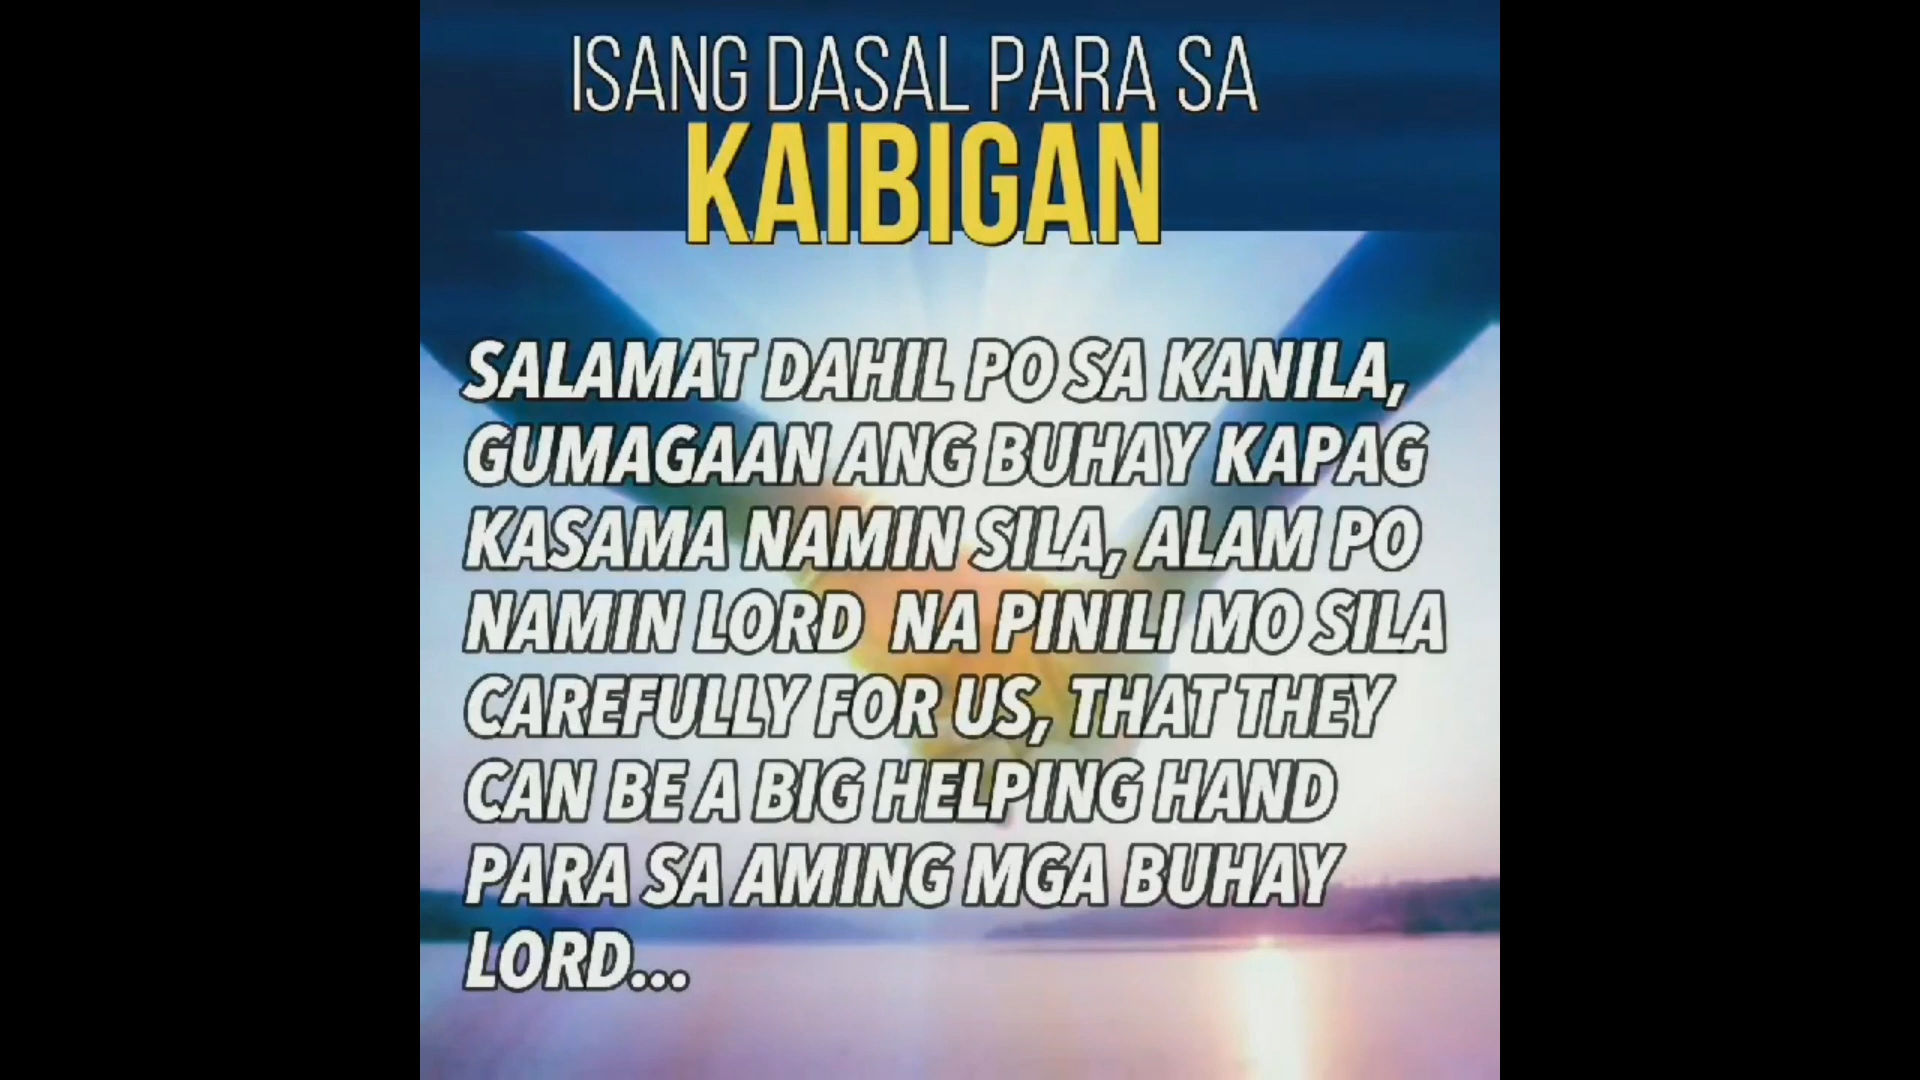 ISANG DASAL PARA SA
KAIBIGAN
SALAMAT DAHIL PO SA KANILA,
GUMAGAAN ANG BUHAY KAPAG
KASAMA NAMIN SILA, ALAM PO
NAMIN LORD NA PINILI MO SILA
CAREFULLY FOR US, THAT THEY
CAN BE A BIG HELPING HAND
PARA SA AMING MGA BUHAY
LORD...